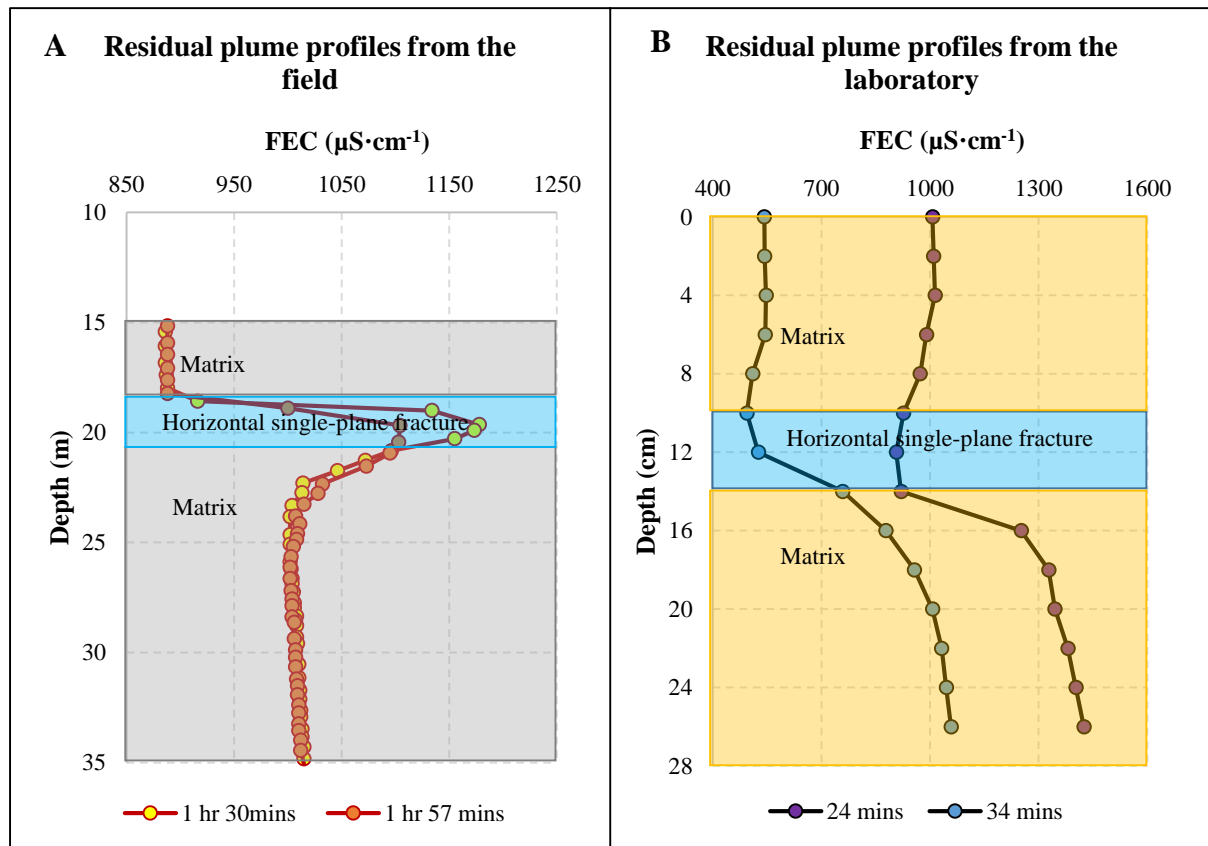 A
Residual plume profiles from the
field
FEC (µS·cm⁻¹)
850 950 1050 1150 1250
10
15
20
25
30
35
Depth (m)
Matrix
Horizontal single-plane fracture
Matrix
1 hr 30mins
1 hr 57 mins
B
Residual plume profiles from the
laboratory
FEC (µS·cm⁻¹)
400 700 1000 1300 1600
0
4
8
12
16
20
24
28
Depth (cm)
Matrix
Horizontal single-plane fracture
Matrix
24 mins
34 mins